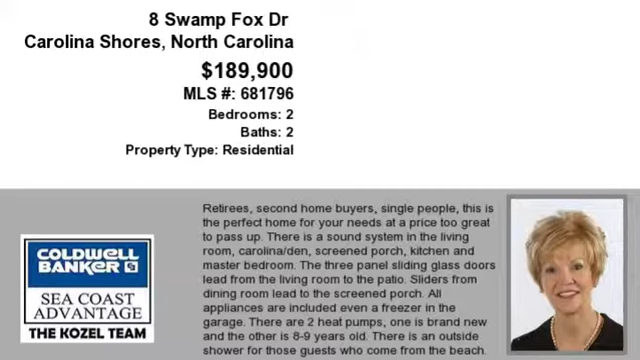 8 Swamp Fox Dr
Carolina Shores, North Carolina
$189,900
MLS #: 681796
Bedrooms: 2
Baths: 2
Property Type: Residential
COLDWELL
BANKER CB
SEA COAST
ADVANTAGE
THE KOZEL TEAM
Retirees, second home buyers, single people, this is
the perfect home for your needs at a price too great
to pass up. There is a sound system in the living
room, carolina/den, screened porch, kitchen and
master bedroom. The three panel sliding glass doors
lead from the living room to the patio. Sliders from
dining room lead to the screened porch. All
appliances are included even a freezer in the
garage. There are 2 heat pumps, one is brand new
and the other is 8-9 years old. There is an outside
shower for those guests who come from the beach.